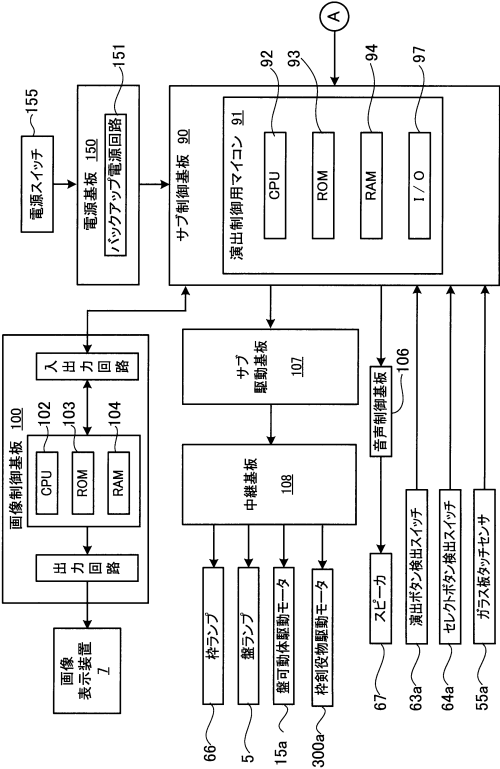 155
電源スイッチ
電源基板 150
バックアップ電源回路
151
A
サブ制御基板 90
演出制御用マイコン 91
CPU
92
ROM
93
RAM
94
I/O
97
画像制御基板 100
入出力回路
CPU
102
ROM
103
RAM
104
出力回路
画像
表示装置
7
サブ
駆動基板
107
中継基板
108
音声制御基板
106
枠ランプ
66
盤ランプ
5
盤可動体駆動モータ
15a
枠剣役物駆動モータ
300a
スピーカ
67
演出ボタン検出スイッチ
63a
セレクトボタン検出スイッチ
64a
ガラス板タッチセンサ
55a